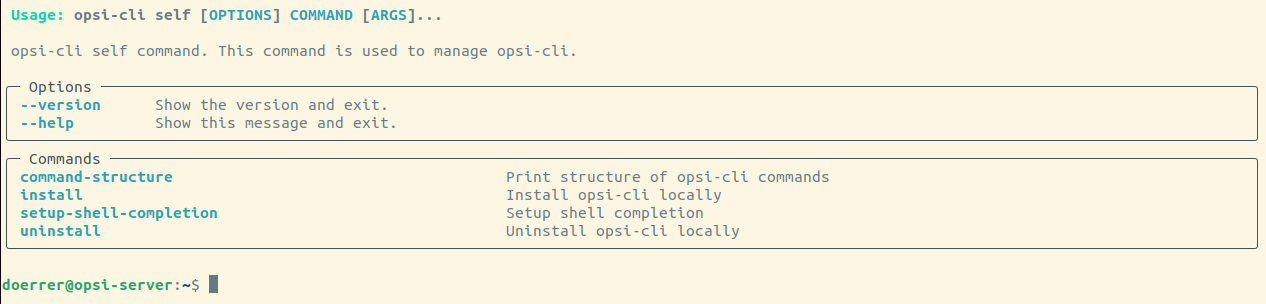 Usage: opsi-cli self [OPTIONS] COMMAND [ARGS]...
opsi-cli self command. This command is used to manage opsi-cli.
Options
--version Show the version and exit.
--help Show this message and exit.
Commands
command-structure Print structure of opsi-cli commands
install Install opsi-cli locally
setup-shell-completion Setup shell completion
uninstall Uninstall opsi-cli locally
doerrer@opsi-server:~$